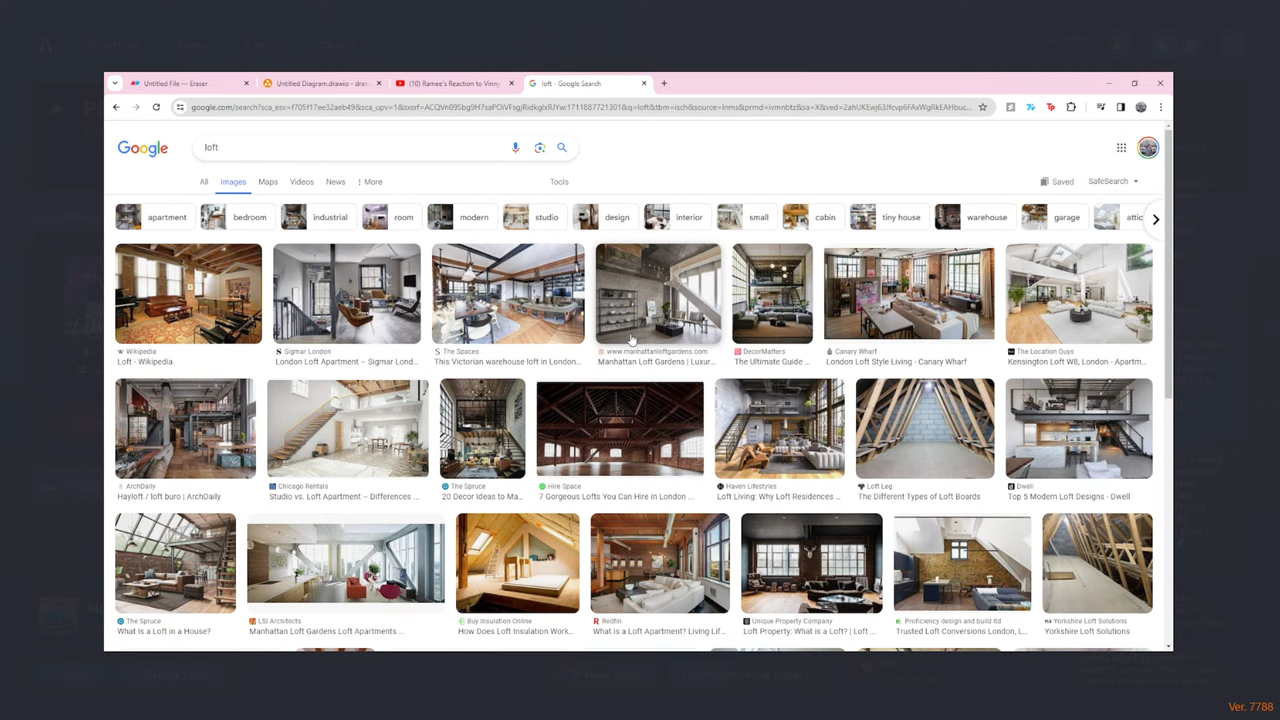 Untitled File — Eraser
Untitled Diagram.drawio - draw
(10) Ramee's Reaction to Vinny
loft - Google Search
Google
loft
All
Images
Maps
Videos
News
More
Tools
Saved
SafeSearch
apartment
bedroom
industrial
room
modern
studio
design
interior
small
cabin
tiny house
warehouse
garage
attic
Wikipedia
Loft - Wikipedia
Sigmar London
London Loft Apartment – Sigmar Lond...
The Spaces
This Victorian warehouse loft in London...
www.manhattanloftgardens.com
Manhattan Loft Gardens | Luxur...
DecorMatters
The Ultimate Guide ...
Canary Wharf
London Loft Style Living - Canary Wharf
The Location Guys
Kensington Loft W8, London - Apartm...
ArchDaily
Hayloft / loft buro | ArchDaily
Chicago Rentals
Studio vs. Loft Apartment – Differences ...
The Spruce
20 Decor Ideas to Ma...
Hire Space
7 Gorgeous Lofts You Can Hire in London ...
Haven Lifestyles
Loft Living: Why Loft Residences ...
Loft Leg
The Different Types of Loft Boards
Dwell
Top 5 Modern Loft Designs - Dwell
The Spruce
What Is a Loft in a House?
LSI Architects
Manhattan Loft Gardens Loft Apartments ...
Buy Insulation Online
How Does Loft Insulation Work...
Redfin
What is a Loft Apartment? Living Lif...
Unique Property Company
Loft Property: What is a Loft? | Loft ...
Proficiency design and build ltd
Trusted Loft Conversions London, L...
Yorkshire Loft Solutions
Yorkshire Loft Solutions
Ver. 7788